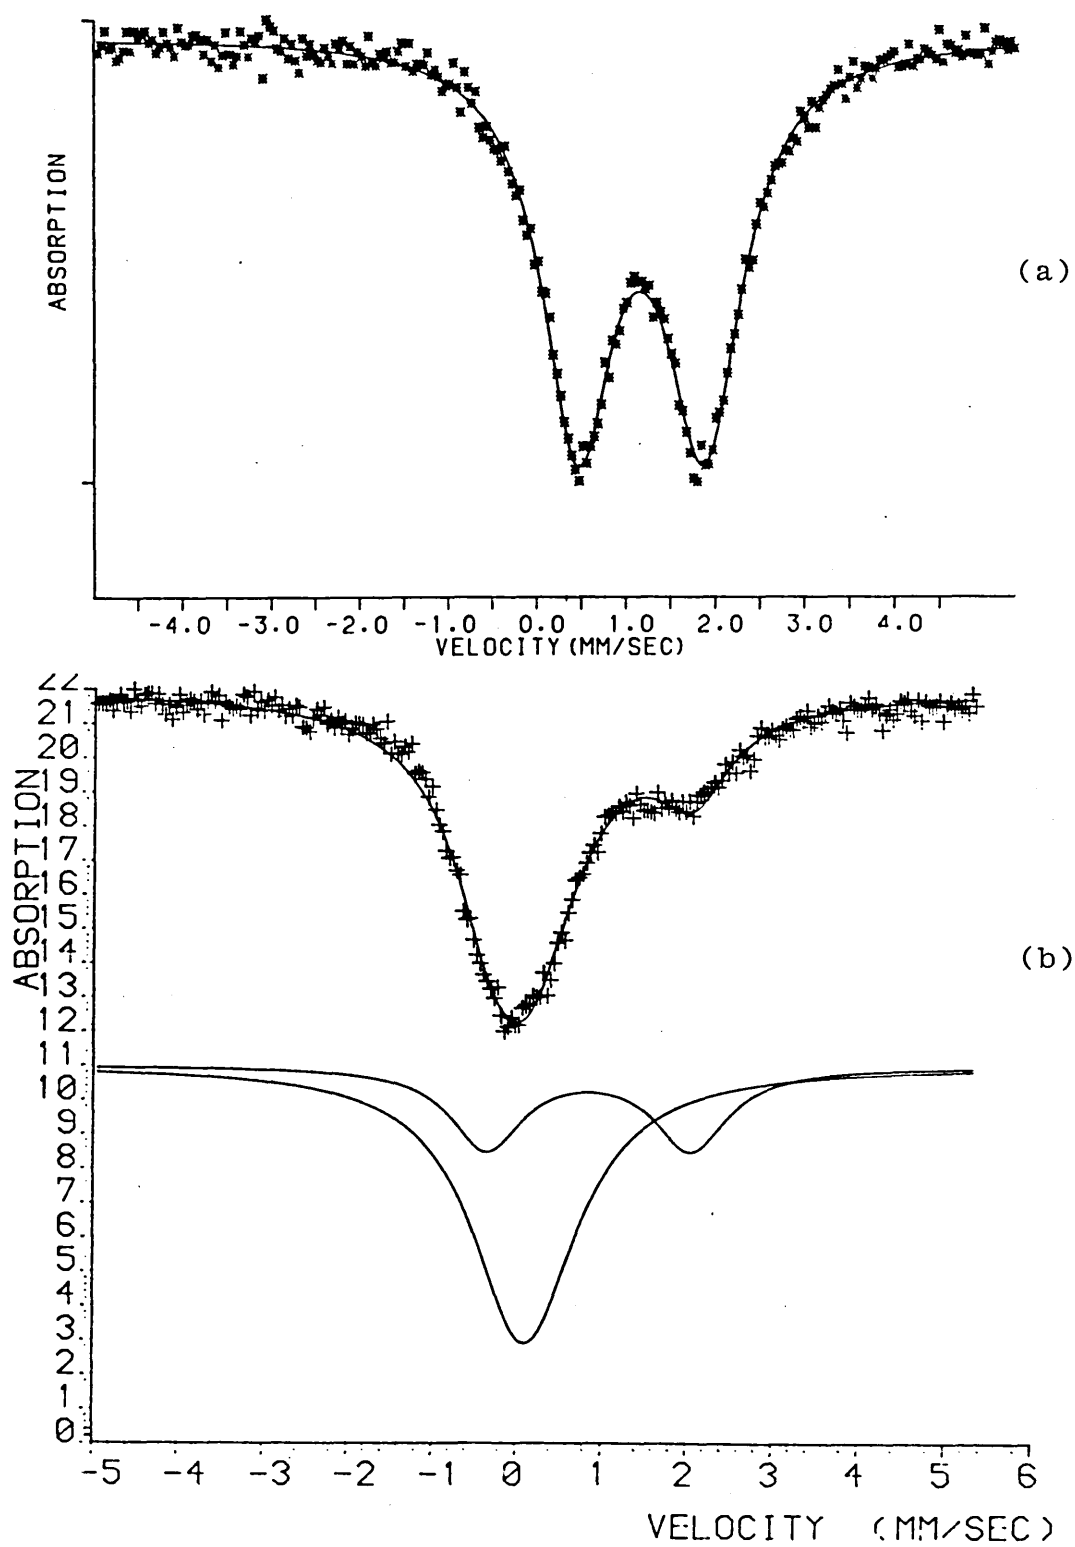 ABSORPTION
(a)
-4.0 -3.0 -2.0 -1.0 0.0 1.0 2.0 3.0 4.0
VELOCITY (MM/SEC)
22
21
20
19
18
17
16
15
14
13
12
11
10
9
8
7
6
5
4
3
2
1
0
ABSORPTION
(b)
-5 -4 -3 -2 -1 0 1 2 3 4 5 6
VELOCITY (MM/SEC)